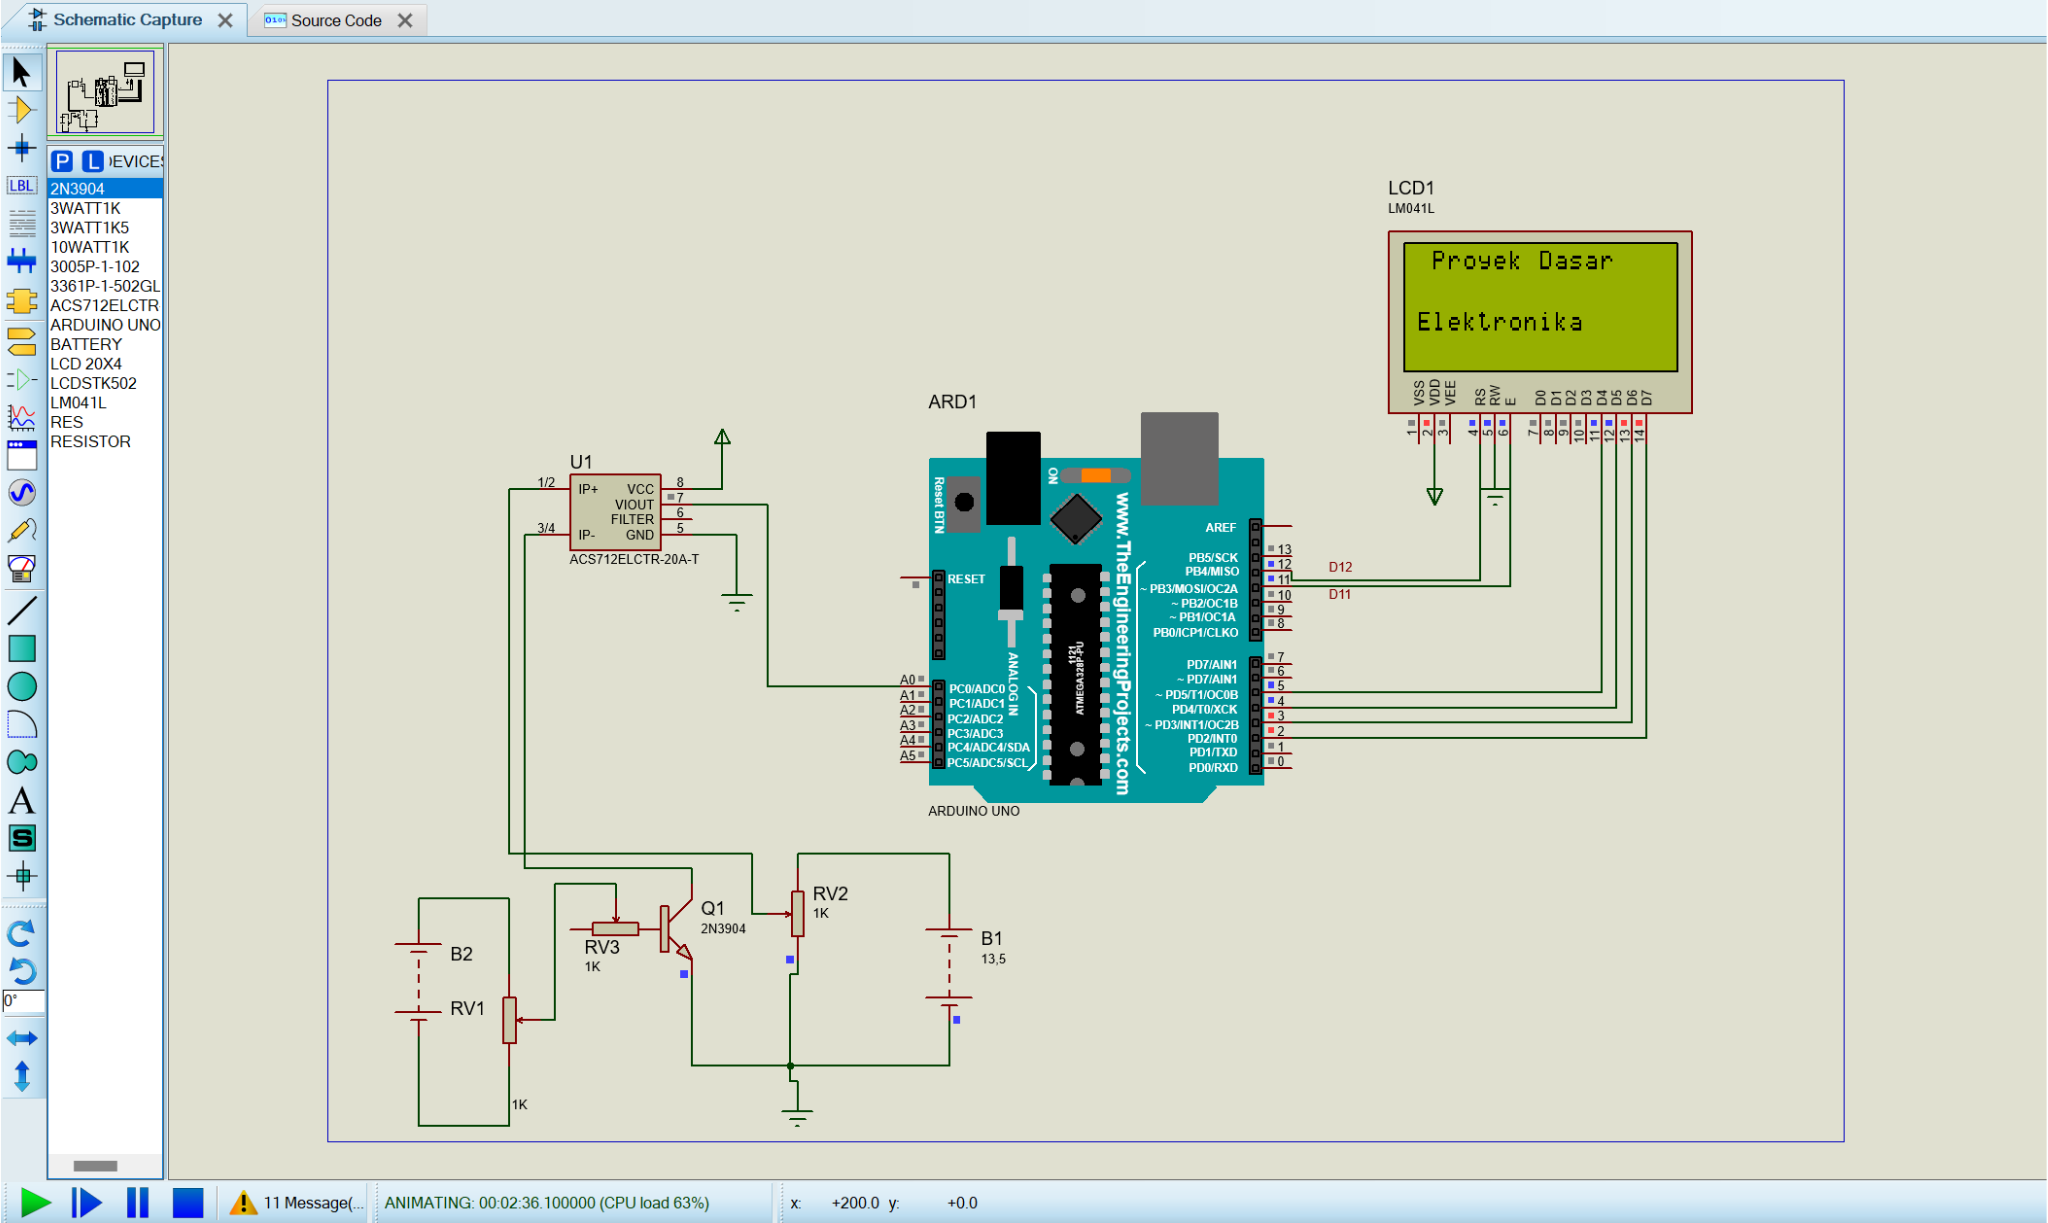 Schematic Capture
Source Code
P L DEVICES
LBL
2N3904
3WATT1K
3WATT1K5
10WATT1K
3005P-1-102
3361P-1-502GL
ACS712ELCTR
ARDUINO UNO
BATTERY
LCD 20X4
LCDSTK502
LM041L
RES
RESISTOR
A
S
0°
LCD1
LM041L
Proyek Dasar
Elektronika
VSS VDD VEE RS RW E D0 D1 D2 D3 D4 D5 D6 D7
1 2 3 4 5 6 7 8 9 10 11 12 13 14
U1
1/2 IP+ VCC 8
VIOUT 7
FILTER 6
3/4 IP- GND 5
ACS712ELCTR-20A-T
ARD1
Reset BTN
ON
www.TheEngineeringProjects.com
ANALOG IN
ATMEGA328P-PU
1121
RESET
A0 PC0/ADC0
A1 PC1/ADC1
A2 PC2/ADC2
A3 PC3/ADC3
A4 PC4/ADC4/SDA
A5 PC5/ADC5/SCL
AREF
PB5/SCK 13
PB4/MISO 12
~ PB3/MOSI/OC2A 11
~ PB2/OC1B 10
~ PB1/OC1A 9
PB0/ICP1/CLKO 8
PD7/AIN1 7
~ PD7/AIN1 6
~ PD5/T1/OC0B 5
PD4/T0/XCK 4
~ PD3/INT1/OC2B 3
PD2/INT0 2
PD1/TXD 1
PD0/RXD 0
D12
D11
ARDUINO UNO
B2
RV1
1K
RV3
1K
Q1
2N3904
RV2
1K
B1
13,5
11 Message(...
ANIMATING: 00:02:36.100000 (CPU load 63%)
x: +200.0 y: +0.0